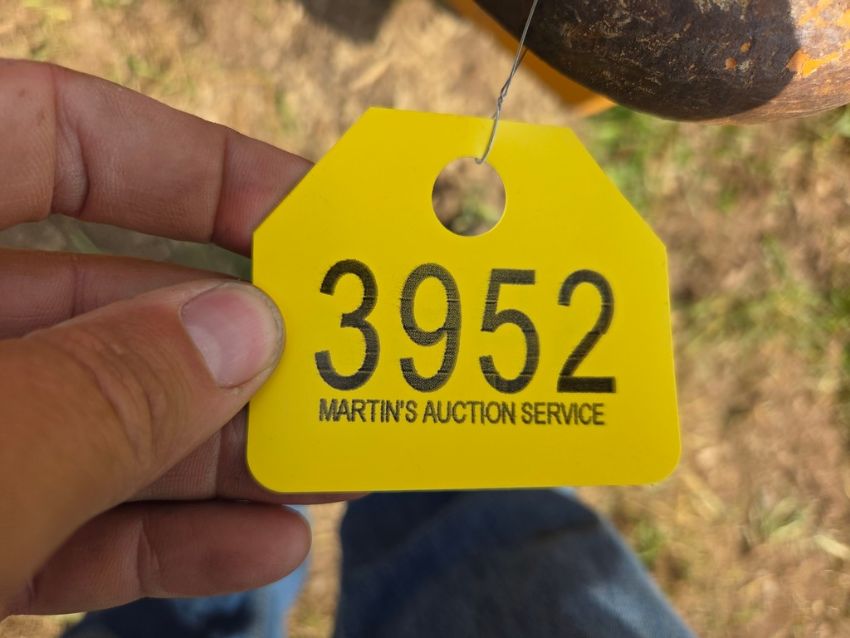 3952
MARTIN'S AUCTION SERVICE